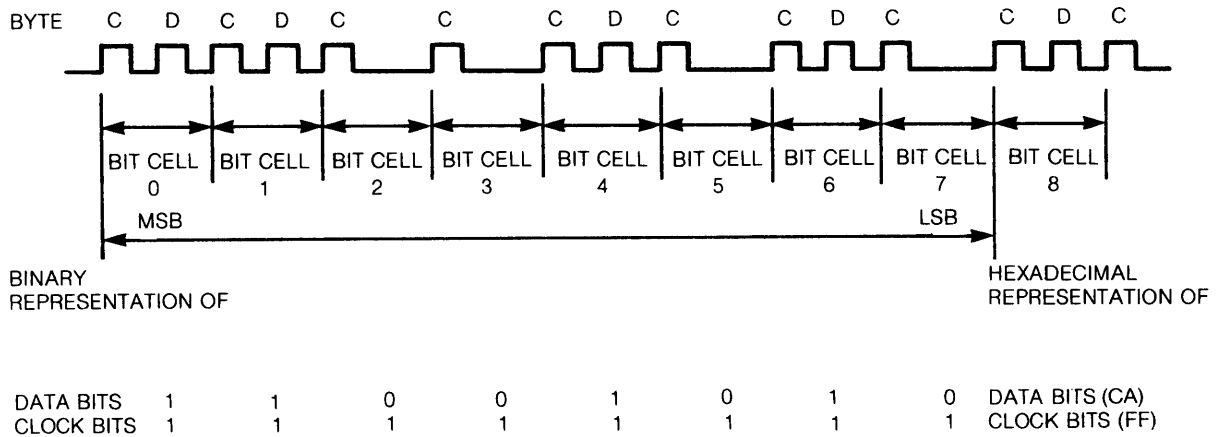 BYTE C D C D C C C D C C D C C D C
BIT CELL BIT CELL BIT CELL BIT CELL BIT CELL BIT CELL BIT CELL BIT CELL BIT CELL
0 1 2 3 4 5 6 7 8
MSB LSB
BINARY HEXADECIMAL
REPRESENTATION OF REPRESENTATION OF
DATA BITS 1 1 0 0 1 0 1 0 DATA BITS (CA)
CLOCK BITS 1 1 1 1 1 1 1 1 CLOCK BITS (FF)